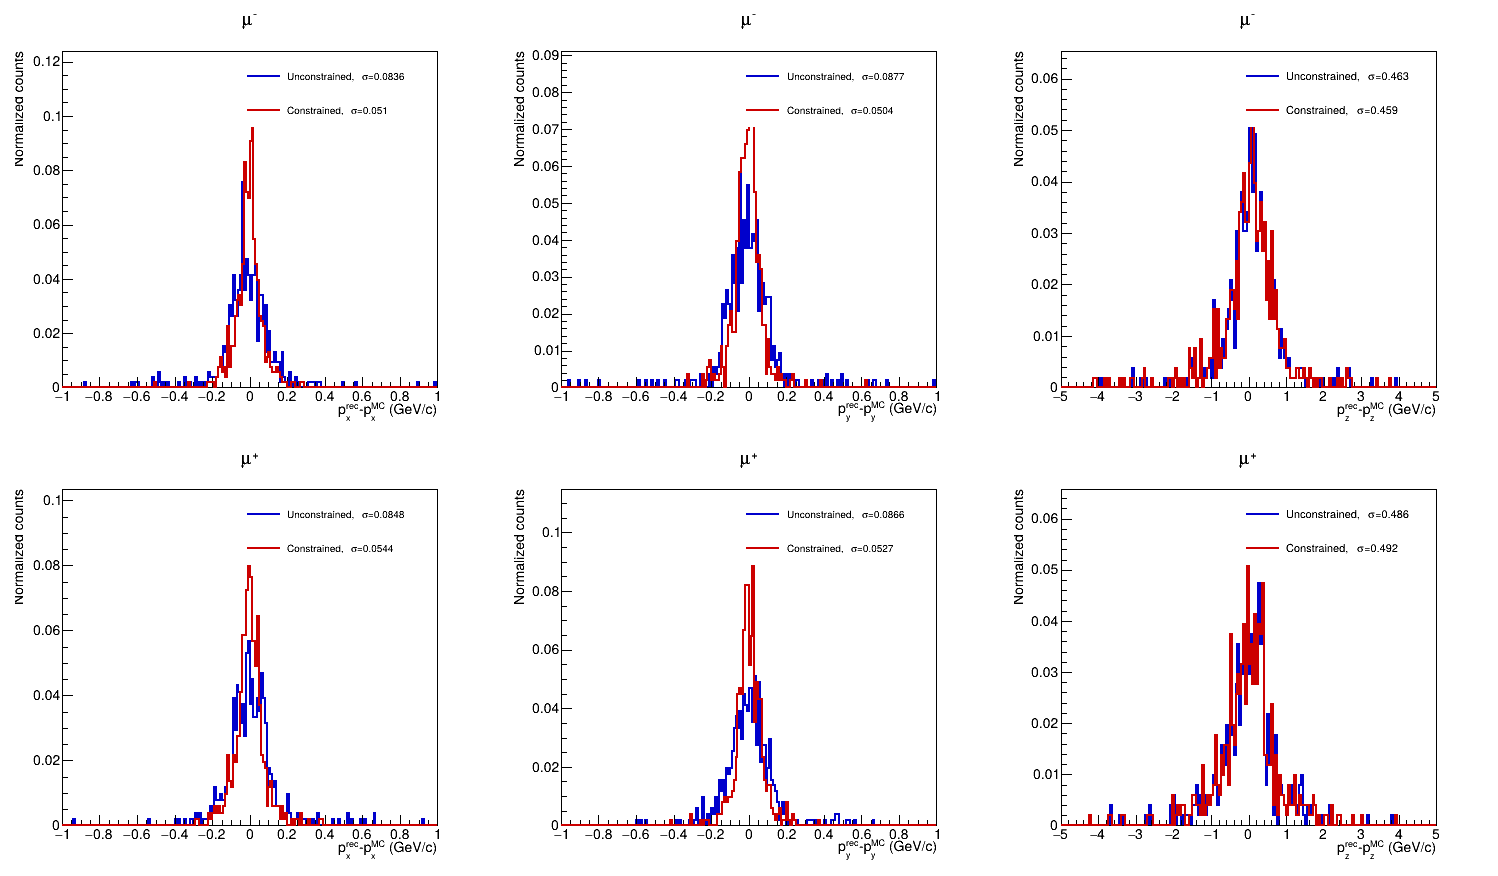 μ⁻
Normalized counts
Unconstrained, σ=0.0836
Constrained, σ=0.051
0.12
0.1
0.08
0.06
0.04
0.02
0
−1 −0.8 −0.6 −0.4 −0.2 0 0.2 0.4 0.6 0.8 1
p_x^rec-p_x^MC (GeV/c)
μ⁻
Normalized counts
Unconstrained, σ=0.0877
Constrained, σ=0.0504
0.09
0.08
0.07
0.06
0.05
0.04
0.03
0.02
0.01
0
−1 −0.8 −0.6 −0.4 −0.2 0 0.2 0.4 0.6 0.8 1
p_y^rec-p_y^MC (GeV/c)
μ⁻
Normalized counts
Unconstrained, σ=0.463
Constrained, σ=0.459
0.06
0.05
0.04
0.03
0.02
0.01
0
−5 −4 −3 −2 −1 0 1 2 3 4 5
p_z^rec-p_z^MC (GeV/c)
μ⁺
Normalized counts
Unconstrained, σ=0.0848
Constrained, σ=0.0544
0.1
0.08
0.06
0.04
0.02
0
−1 −0.8 −0.6 −0.4 −0.2 0 0.2 0.4 0.6 0.8 1
p_x^rec-p_x^MC (GeV/c)
μ⁺
Normalized counts
Unconstrained, σ=0.0866
Constrained, σ=0.0527
0.1
0.08
0.06
0.04
0.02
0
−1 −0.8 −0.6 −0.4 −0.2 0 0.2 0.4 0.6 0.8 1
p_y^rec-p_y^MC (GeV/c)
μ⁺
Normalized counts
Unconstrained, σ=0.486
Constrained, σ=0.492
0.06
0.05
0.04
0.03
0.02
0.01
0
−5 −4 −3 −2 −1 0 1 2 3 4 5
p_z^rec-p_z^MC (GeV/c)